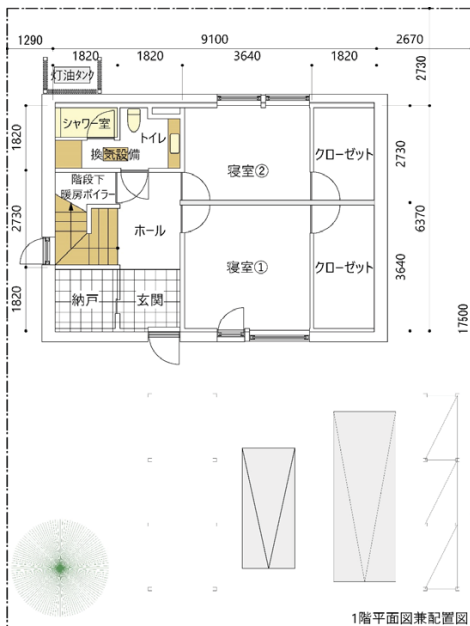 1290
9100
2670
1820
1820
3640
1820
2730
灯油タンク
1820
シャワー室
トイレ
換気設備
寝室②
クローゼット
2730
階段下
暖房ボイラー
2730
ホール
6370
寝室①
クローゼット
3640
1820
納戸
玄関
17500
1階平面図兼配置図